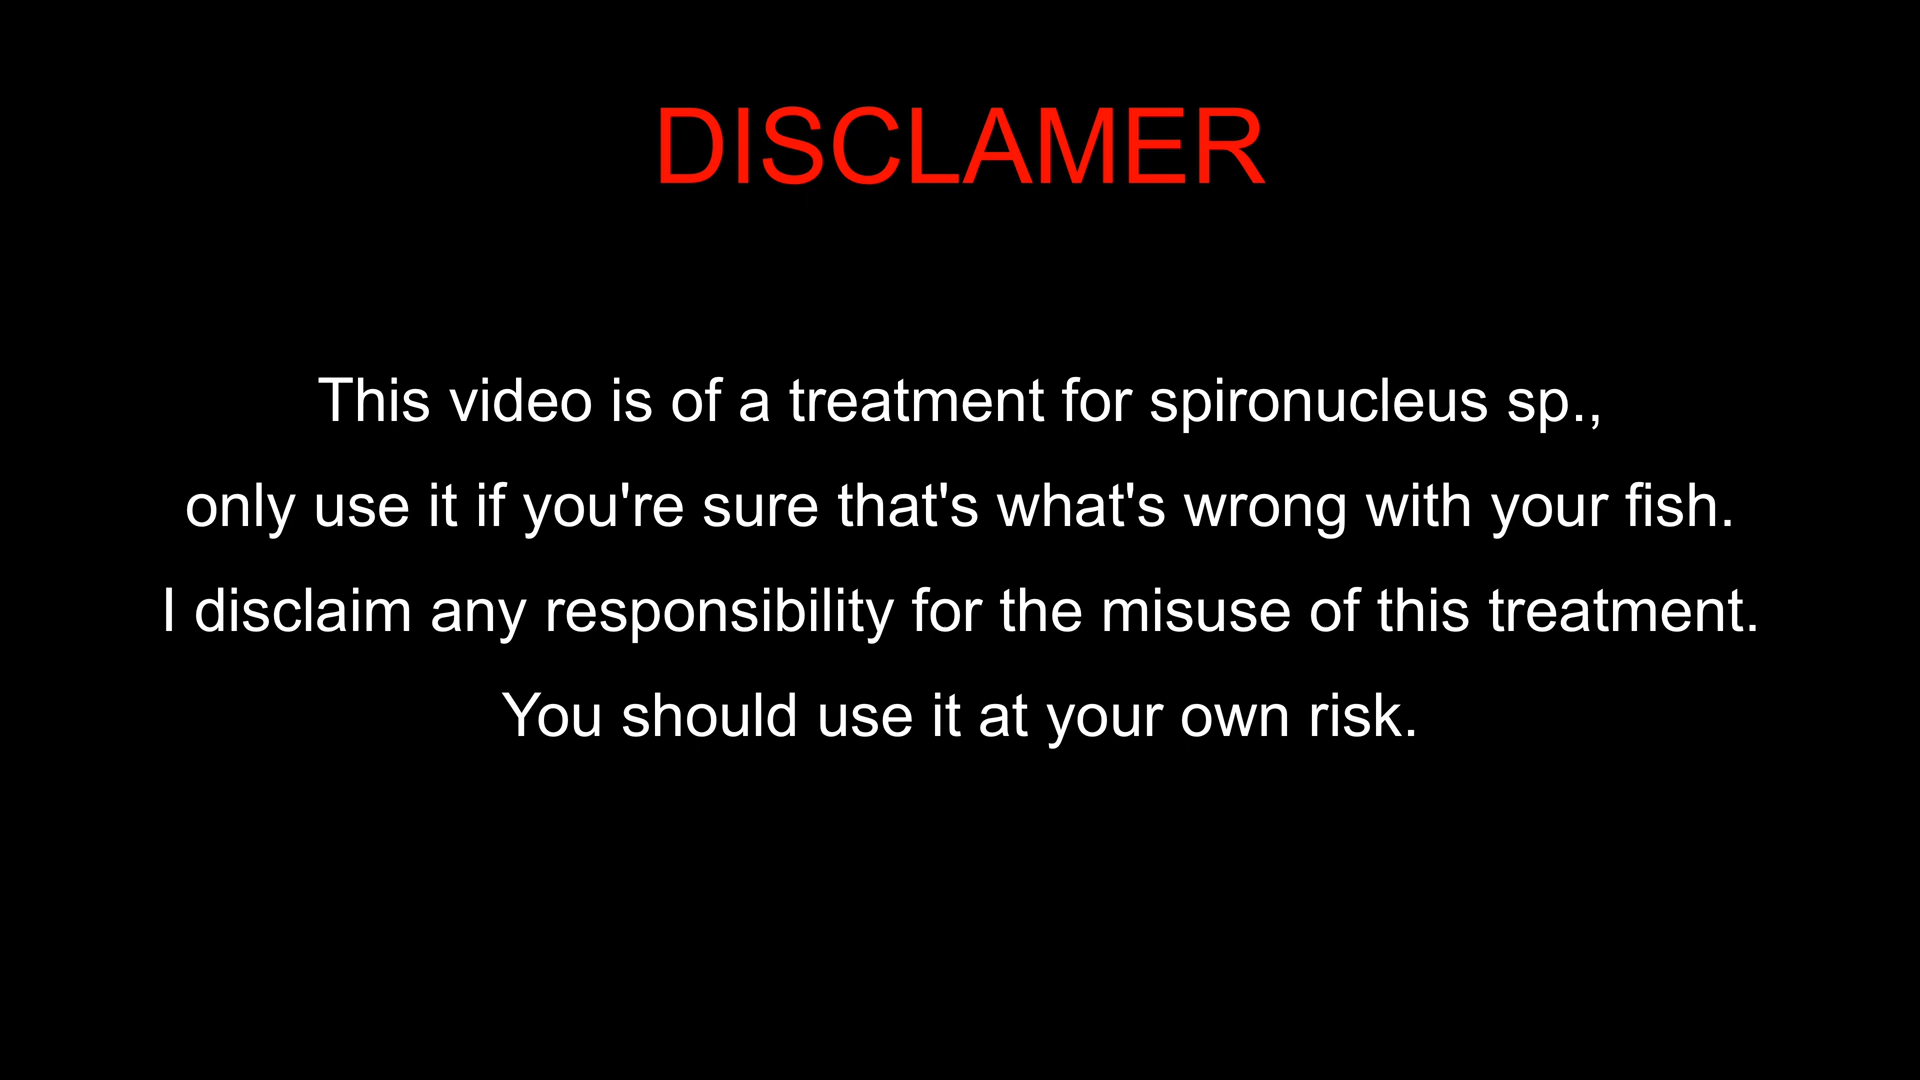 DISCLAMER
This video is of a treatment for spironucleus sp.,
only use it if you're sure that's what's wrong with your fish.
I disclaim any responsibility for the misuse of this treatment.
You should use it at your own risk.